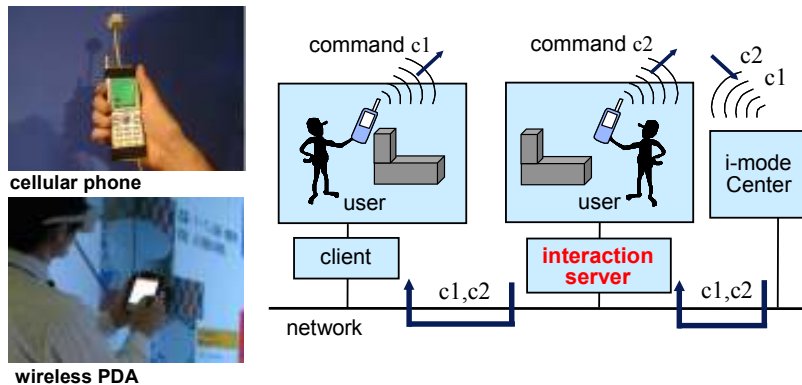 cellular phone
wireless PDA
command c1
command c2
c2
c1
user
user
i-mode
Center
client
interaction
server
c1,c2
c1,c2
network